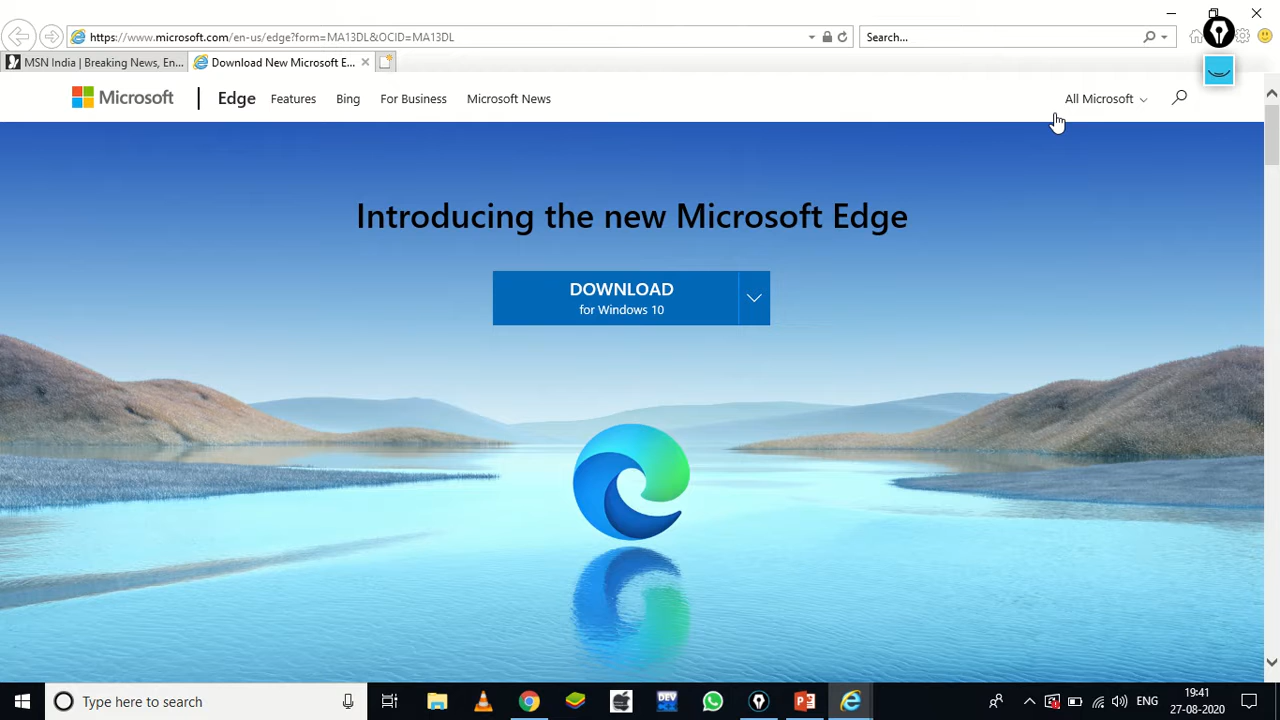 https://www.microsoft.com/en-us/edge?form=MA13DL&OCID=MA13DL
Search...
MSN India | Breaking News, En...
Download New Microsoft E...
Microsoft
Edge
Features
Bing
For Business
Microsoft News
All Microsoft
Introducing the new Microsoft Edge
DOWNLOAD
for Windows 10
Type here to search
DEV
ENG
19:41
27-08-2020